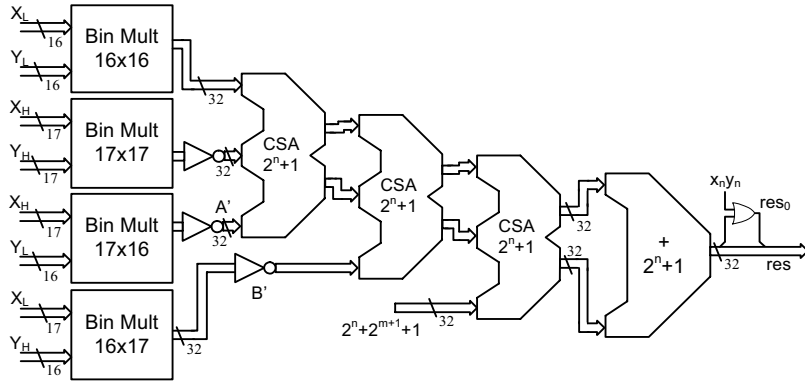 X_L
16
Y_L
16
Bin Mult
16x16
32
X_H
17
Y_H
17
Bin Mult
17x17
32
X_H
17
Y_L
16
Bin Mult
17x16
A'
32
X_L
17
Y_H
16
Bin Mult
16x17
32
B'
CSA
2^n+1
CSA
2^n+1
2^n+2^{m+1}+1
32
CSA
2^n+1
32
32
+
2^n+1
x_n y_n
res_0
32
res